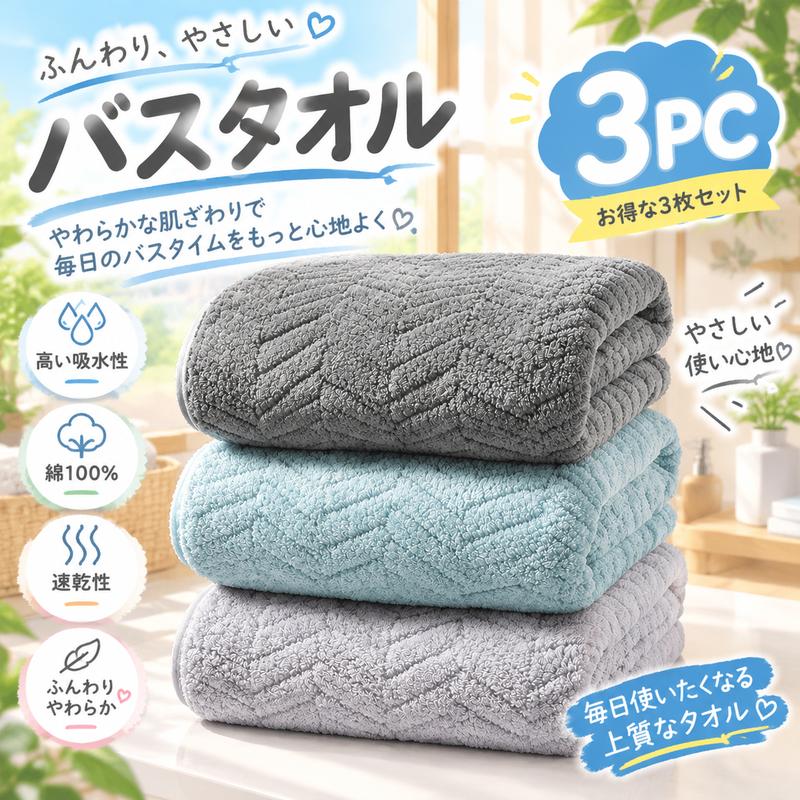 ふんわり、やさしい♡
バスタオル
やわらかな肌ざわりで
毎日のバスタイムをもっと心地よく♡
3PC
お得な3枚セット
高い吸水性
綿100%
速乾性
ふんわり
やわらか♡
やさしい
使い心地♡
毎日使いたくなる
上質なタオル♡